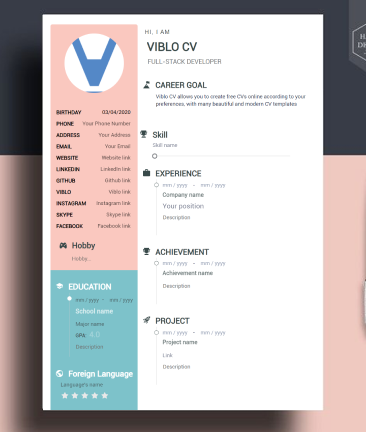 HI, I AM
VIBLO CV
FULL-STACK DEVELOPER
BIRTHDAY 03/04/2020
PHONE Your Phone Number
ADDRESS Your Address
EMAIL Your Email
WEBSITE Website link
LINKEDIN LinkedIn link
GITHUB Github link
VIBLO Viblo link
INSTAGRAM Instagram link
SKYPE Skype link
FACEBOOK Facebook link
Hobby
Hobby...
EDUCATION
mm / yyyy - mm / yyyy
School name
Major name
GPA: 4.0
Description
Foreign Language
Language's name
CAREER GOAL
Viblo CV allows you to create free CVs online according to your
preferences, with many beautiful and modern CV templates
Skill
Skill name
EXPERIENCE
mm / yyyy - mm / yyyy
Company name
Your position
Description
ACHIEVEMENT
mm / yyyy - mm / yyyy
Achievement name
Description
PROJECT
mm / yyyy - mm / yyyy
Project name
Link
Description